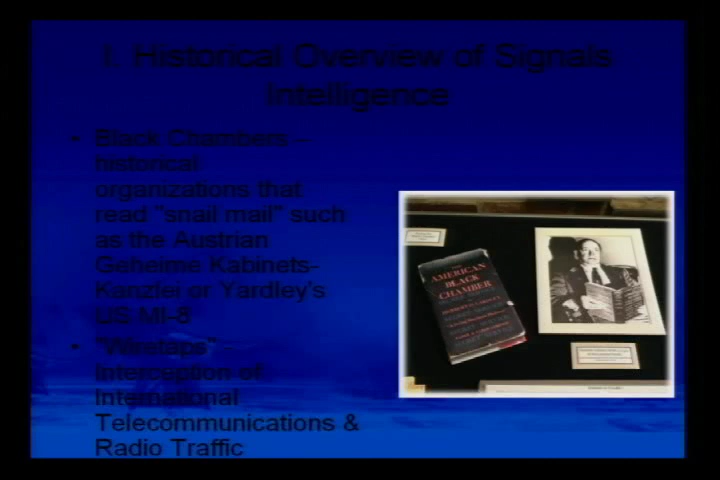 I. Historical Overview of Signals
Intelligence
• Black Chambers –
historical
organizations that
read "snail mail" such
as the Austrian
Geheime Kabinets-
Kanzlei or Yardley's
US MI-8
• "Wiretaps" –
Interception of
International
Telecommunications &
Radio Traffic
AMERICAN
BLACK
CHAMBER